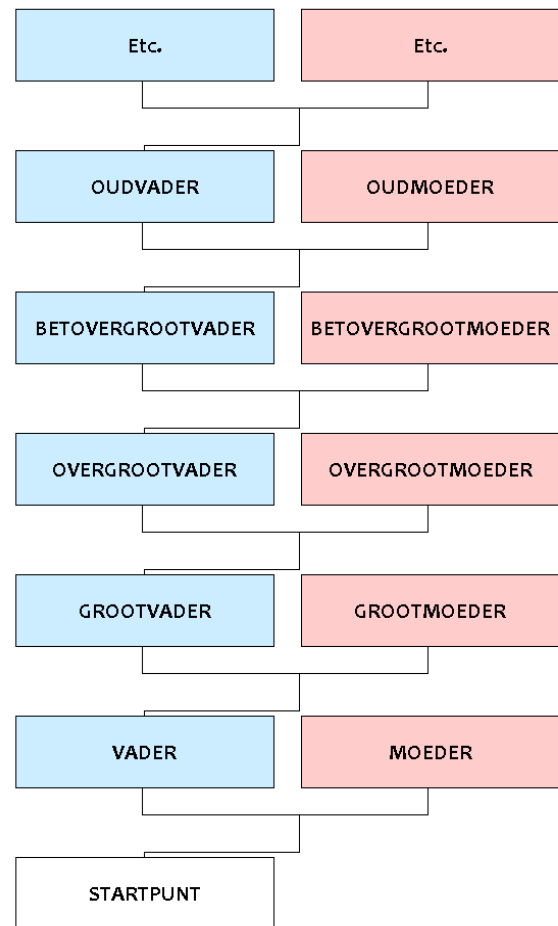 Etc.
Etc.
OUDVADER
OUDMOEDER
BETOVERGROOTVADER
BETOVERGROOTMOEDER
OVERGROOTVADER
OVERGROOTMOEDER
GROOTVADER
GROOTMOEDER
VADER
MOEDER
STARTPUNT